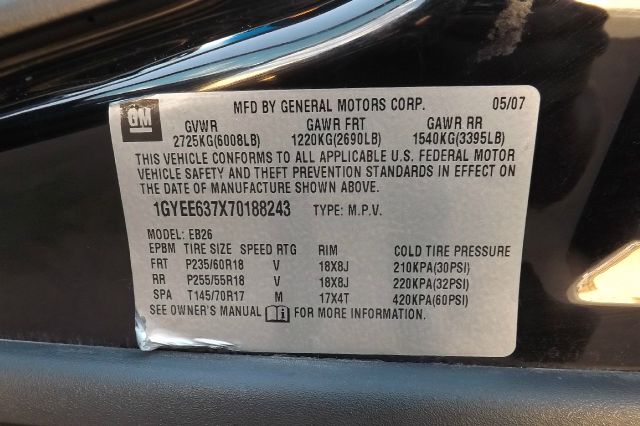 MFD BY GENERAL MOTORS CORP. 05/07
GM
GVWR GAWR FRT GAWR RR
2725KG(6008LB) 1220KG(2690LB) 1540KG(3395LB)
THIS VEHICLE CONFORMS TO ALL APPLICABLE U.S. FEDERAL MOTOR
VEHICLE SAFETY AND THEFT PREVENTION STANDARDS IN EFFECT ON
THE DATE OF MANUFACTURE SHOWN ABOVE.
1GYEE637X70188243 TYPE: M.P.V.
MODEL: EB26
EPBM TIRE SIZE SPEED RTG RIM COLD TIRE PRESSURE
FRT P235/60R18 V 18X8J 210KPA(30PSI)
RR P255/55R18 V 18X8J 220KPA(32PSI)
SPA T145/70R17 M 17X4T 420KPA(60PSI)
SEE OWNER'S MANUAL FOR MORE INFORMATION.